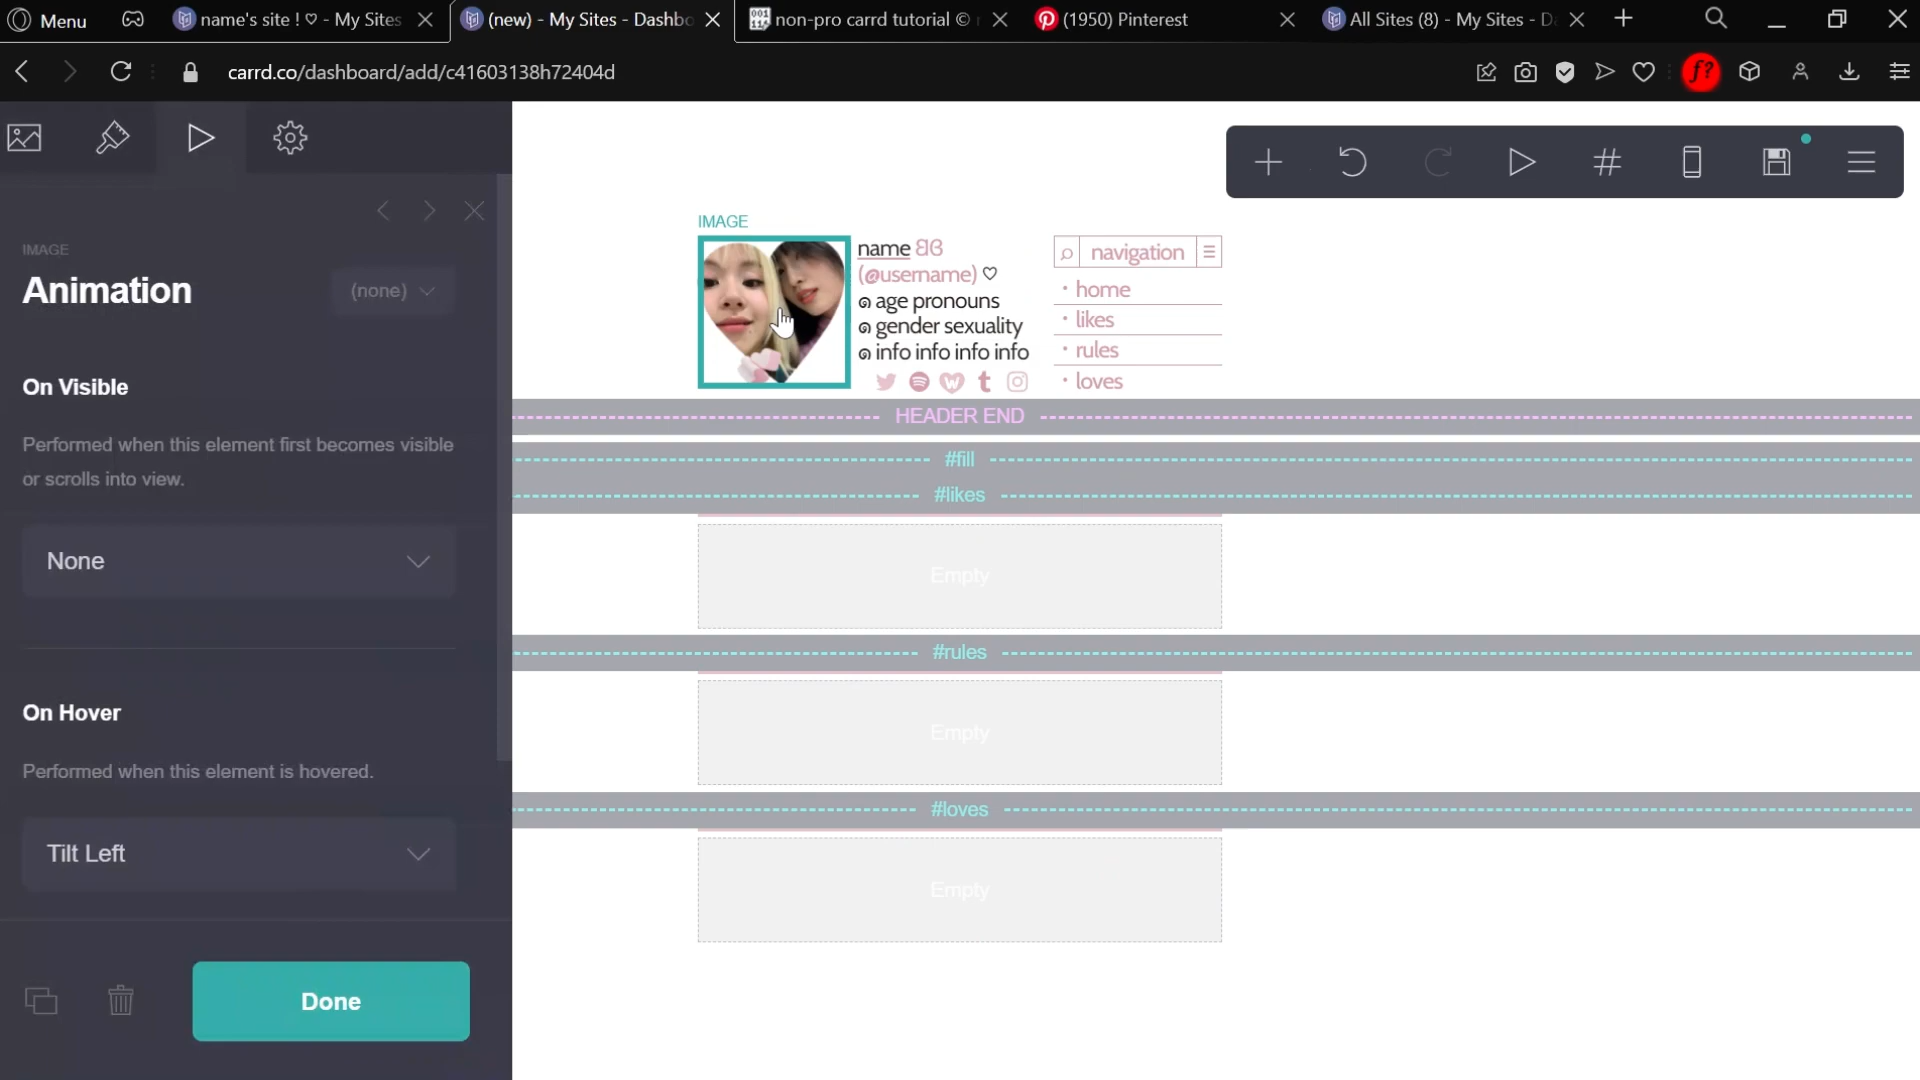 Menu
name's site ! ♡ - My Sites
(new) - My Sites - Dashbo
non-pro carrd tutorial ©
(1950) Pinterest
All Sites (8) - My Sites - D
carrd.co/dashboard/add/c41603138h72404d
IMAGE
Animation
(none)
On Visible
Performed when this element first becomes visible
or scrolls into view.
None
On Hover
Performed when this element is hovered.
Tilt Left
Done
IMAGE
name
(@username) ♡
๑ age pronouns
๑ gender sexuality
๑ info info info info
navigation
· home
· likes
· rules
· loves
HEADER END
#fill
#likes
Empty
#rules
Empty
#loves
Empty